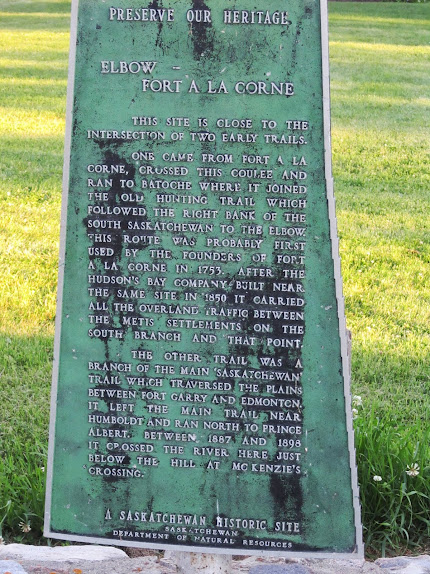 PRESERVE OUR HERITAGE
ELBOW –
FORT A LA CORNE
THIS SITE IS CLOSE TO THE
INTERSECTION OF TWO EARLY TRAILS.
ONE CAME FROM FORT A LA
CORNE, CROSSED THIS COULEE AND
RAN TO BATOCHE WHERE IT JOINED
THE OLD HUNTING TRAIL WHICH
FOLLOWED THE RIGHT BANK OF THE
SOUTH SASKATCHEWAN TO THE ELBOW.
THIS ROUTE WAS PROBABLY FIRST
USED BY THE FOUNDERS OF FORT
A LA CORNE IN 1753. AFTER THE
HUDSON'S BAY COMPANY BUILT NEAR
THE SAME SITE IN 1850 IT CARRIED
ALL THE OVERLAND TRAFFIC BETWEEN
THE METIS SETTLEMENTS ON THE
SOUTH BRANCH AND THAT POINT.
THE OTHER TRAIL WAS A
BRANCH OF THE MAIN 'SASKATCHEWAN'
TRAIL WHICH TRAVERSED THE PLAINS
BETWEEN FORT GARRY AND EDMONTON.
IT LEFT THE MAIN TRAIL NEAR
HUMBOLDT AND RAN NORTH TO PRINCE
ALBERT. BETWEEN 1887 AND 1898
IT CROSSED THE RIVER HERE JUST
BELOW THE HILL AT MCKENZIE'S
CROSSING.
A SASKATCHEWAN HISTORIC SITE
SASKATCHEWAN
DEPARTMENT OF NATURAL RESOURCES